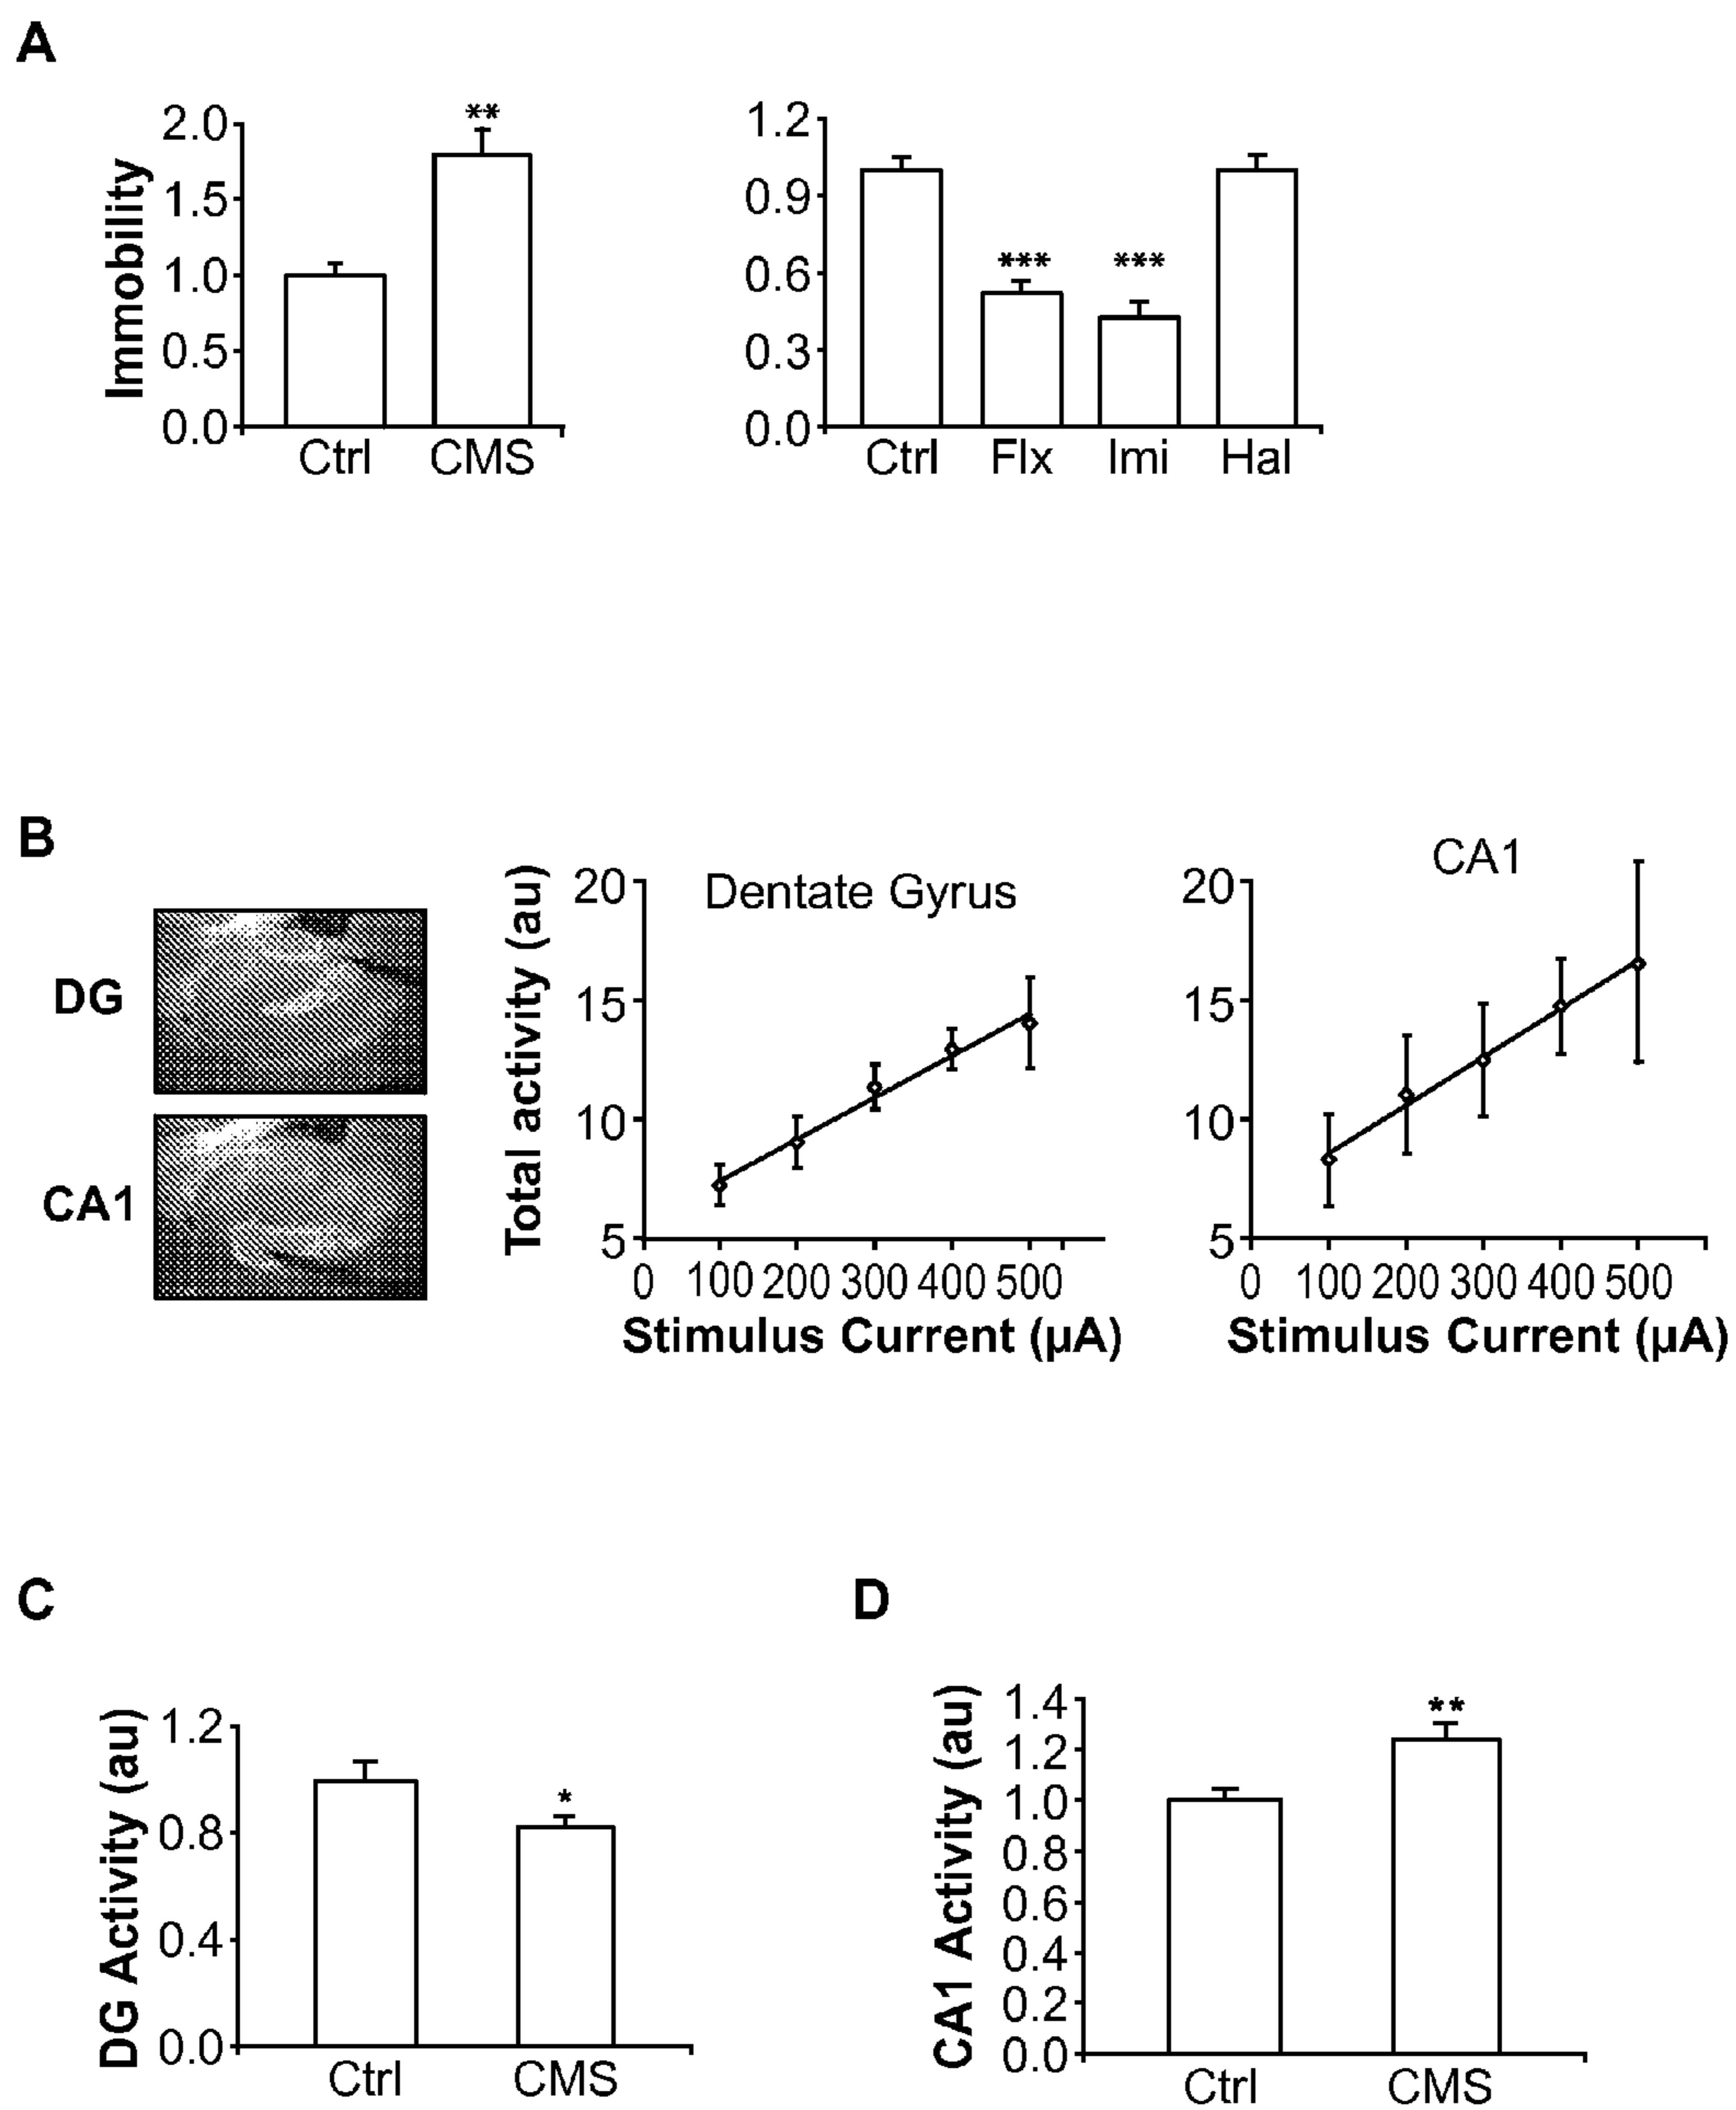 A
Immobility
2.0
1.5
1.0
0.5
0.0
**
Ctrl CMS
1.2
0.9
0.6
0.3
0.0
*** ***
Ctrl Flx Imi Hal
B
DG
CA1
Total activity (au)
Dentate Gyrus
20
15
10
5
0 100 200 300 400 500
Stimulus Current (µA)
CA1
20
15
10
5
0 100 200 300 400 500
Stimulus Current (µA)
C
DG Activity (au)
1.2
0.8
0.4
0.0
*
Ctrl CMS
D
CA1 Activity (au)
1.4
1.2
1.0
0.8
0.6
0.4
0.2
0.0
**
Ctrl CMS